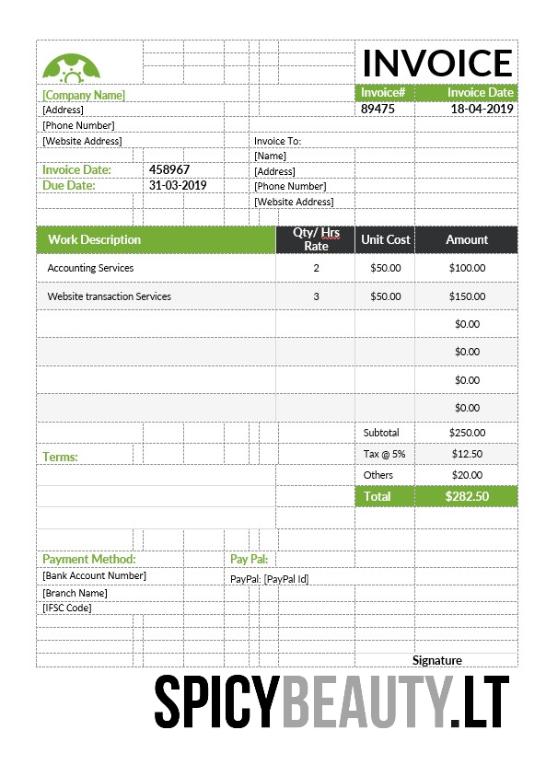 INVOICE
[Company Name]
Invoice# Invoice Date
[Address]
89475 18-04-2019
[Phone Number]
[Website Address]
Invoice To:
[Name]
Invoice Date: 458967
[Address]
Due Date: 31-03-2019
[Phone Number]
[Website Address]
Work Description Qty/ Hrs Rate Unit Cost Amount
Accounting Services 2 $50.00 $100.00
Website transaction Services 3 $50.00 $150.00
$0.00
$0.00
$0.00
$0.00
Subtotal $250.00
Terms:
Tax @ 5% $12.50
Others $20.00
Total $282.50
Payment Method: Pay Pal:
[Bank Account Number] PayPal: [PayPal Id]
[Branch Name]
[IFSC Code]
Signature
SPICYBEAUTY.LT